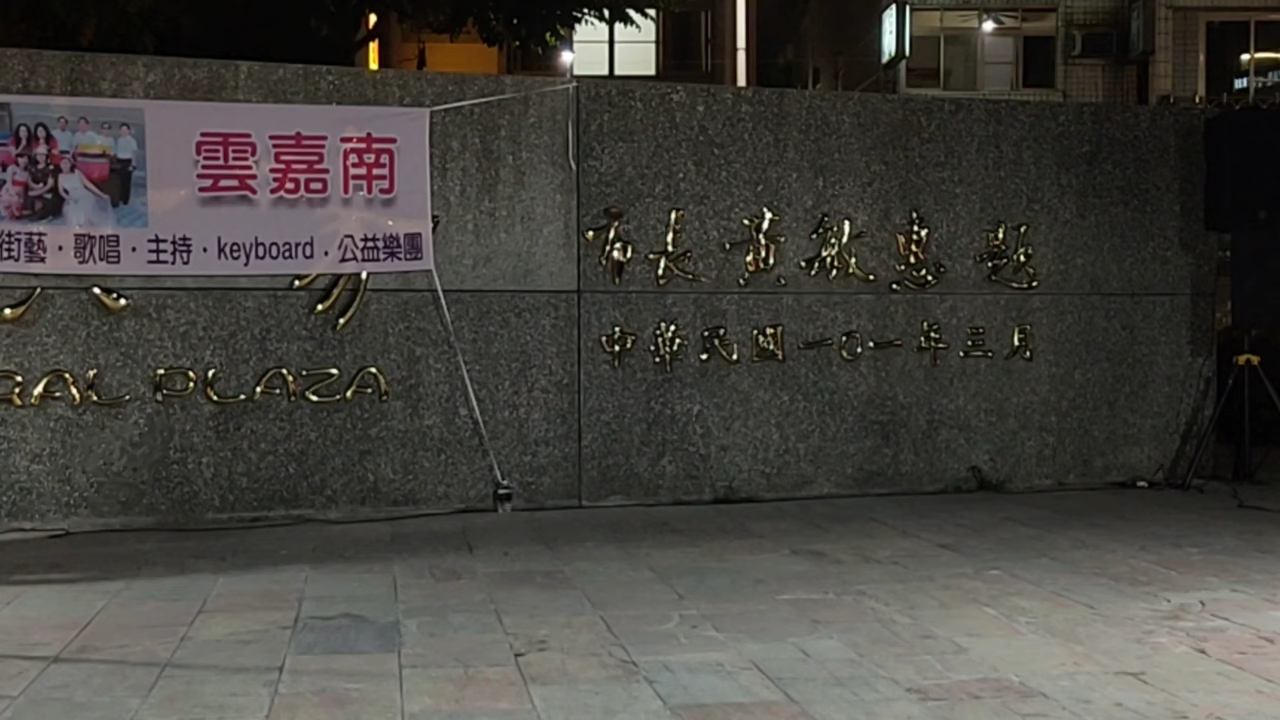 雲嘉南
街藝·歌唱·主持·keyboard·公益樂團
RAL PLAZA
市長黃敏惠 題
中華民國一〇一年三月